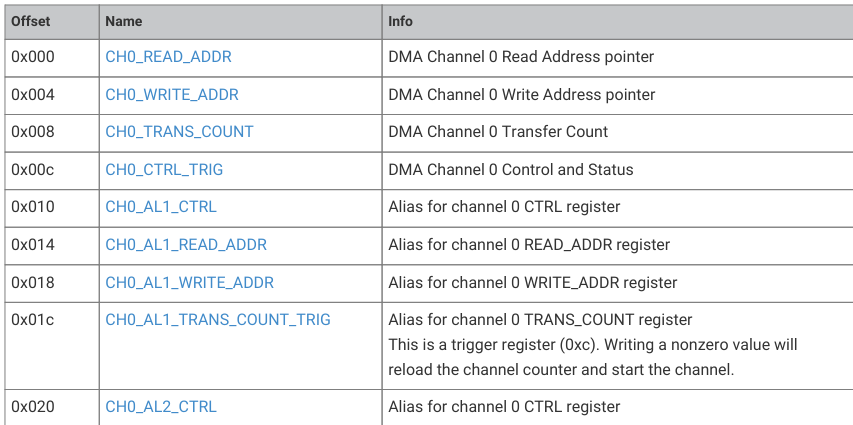 Offset Name Info
0x000 CH0_READ_ADDR DMA Channel 0 Read Address pointer
0x004 CH0_WRITE_ADDR DMA Channel 0 Write Address pointer
0x008 CH0_TRANS_COUNT DMA Channel 0 Transfer Count
0x00c CH0_CTRL_TRIG DMA Channel 0 Control and Status
0x010 CH0_AL1_CTRL Alias for channel 0 CTRL register
0x014 CH0_AL1_READ_ADDR Alias for channel 0 READ_ADDR register
0x018 CH0_AL1_WRITE_ADDR Alias for channel 0 WRITE_ADDR register
0x01c CH0_AL1_TRANS_COUNT_TRIG Alias for channel 0 TRANS_COUNT register
This is a trigger register (0xc). Writing a nonzero value will
reload the channel counter and start the channel.
0x020 CH0_AL2_CTRL Alias for channel 0 CTRL register